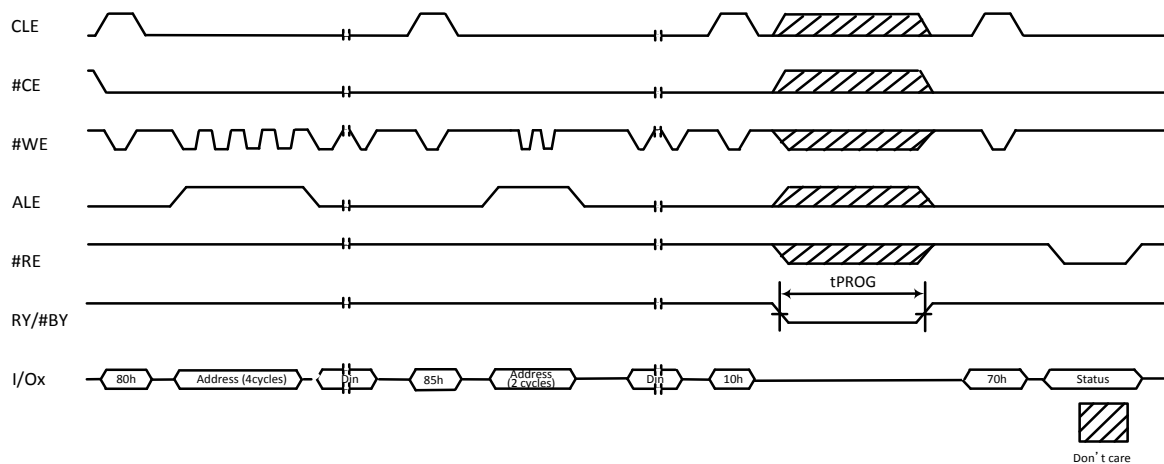 CLE
#CE
#WE
ALE
#RE
tPROG
RY/#BY
I/Ox
80h
Address (4cycles)
Din
85h
Address
(2 cycles)
Din
10h
70h
Status
Don't care